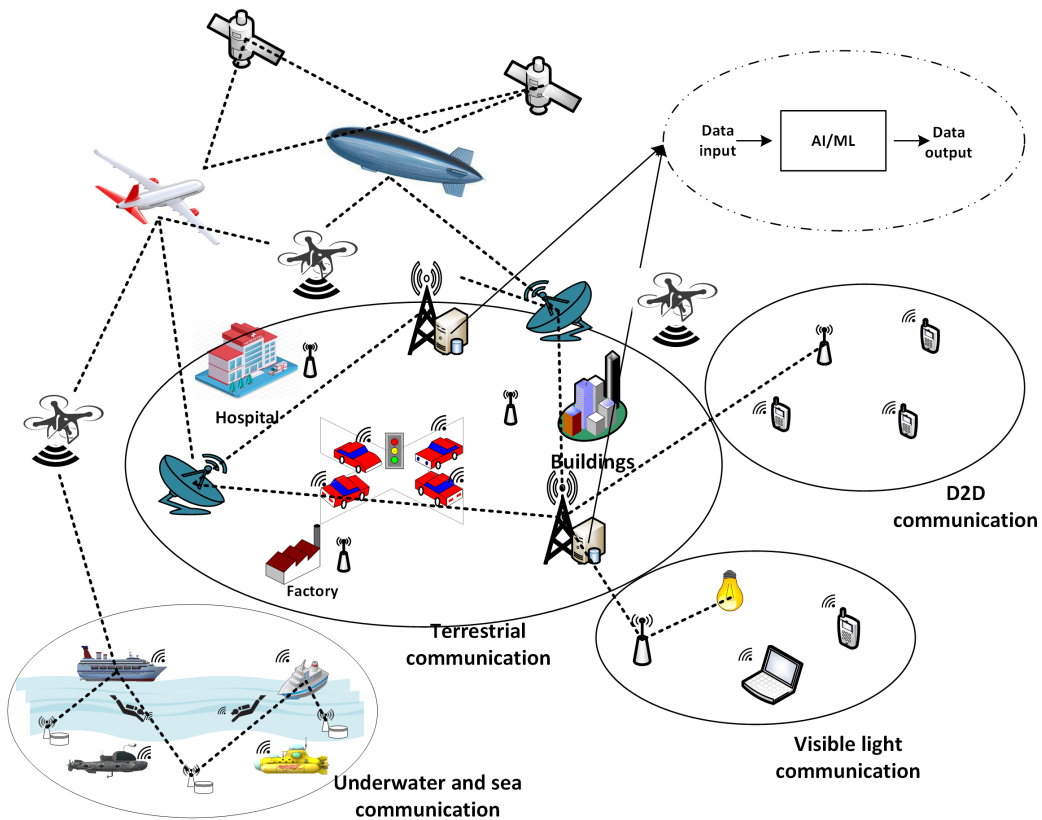 Data
input
AI/ML
Data
output
Hospital
Buildings
D2D
communication
Factory
Terrestrial
communication
Visible light
communication
Underwater and sea
communication